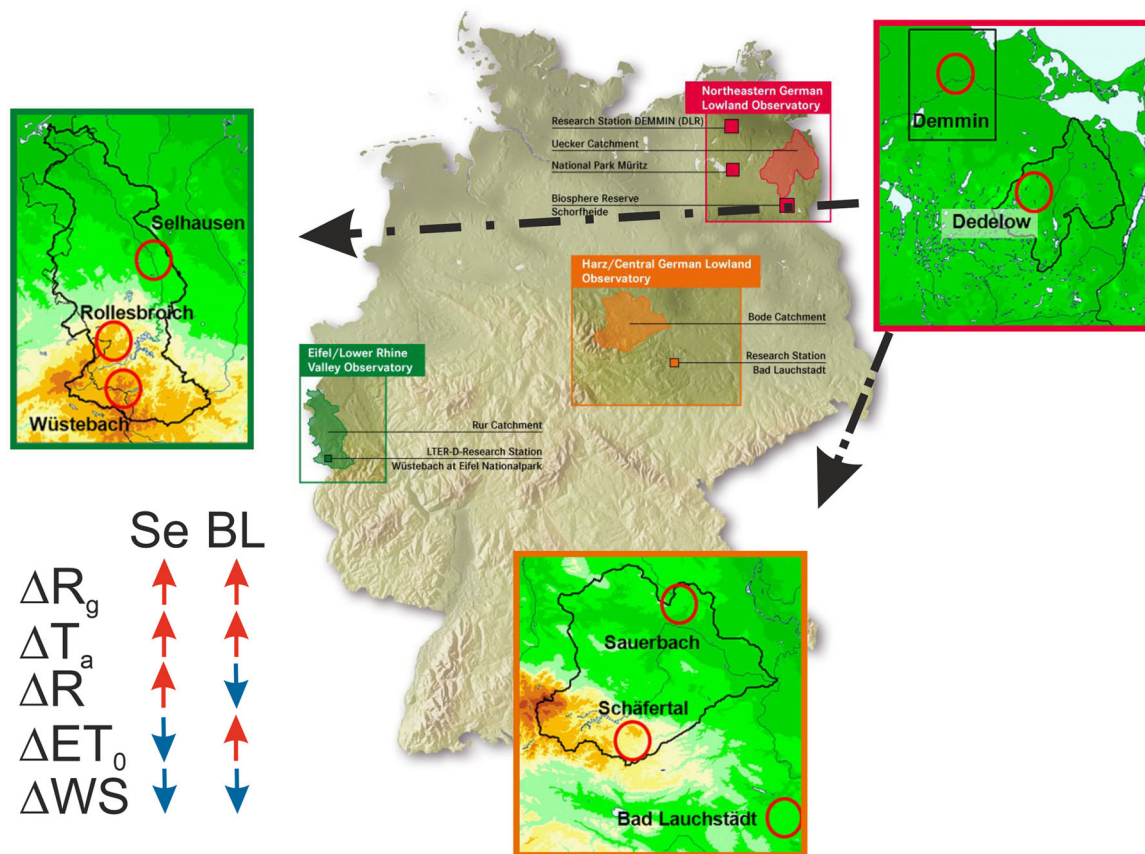 Northeastern German
Lowland Observatory
Research Station DEMMIN (DLR)
Uecker Catchment
National Park Müritz
Biosphere Reserve
Schorfheide
Demmin
Dedelow
Selhausen
Rollesbroich
Wüstebach
Harz/Central German Lowland
Observatory
Bode Catchment
Research Station
Bad Lauchstadt
Eifel/Lower Rhine
Valley Observatory
Rur Catchment
LTER-D-Research Station
Wüstebach at Eifel Nationalpark
Se BL
ΔRg
ΔTa
ΔR
ΔET0
ΔWS
Sauerbach
Schäfertal
Bad Lauchstädt